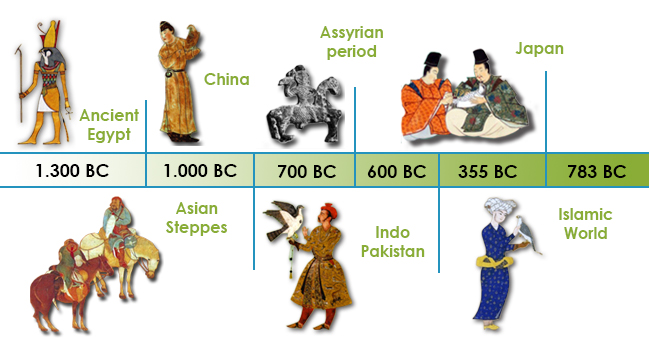 Assyrian
period
Japan
China
Ancient
Egypt
1.300 BC
1.000 BC
700 BC
600 BC
355 BC
783 BC
Asian
Steppes
Indo
Pakistan
Islamic
World